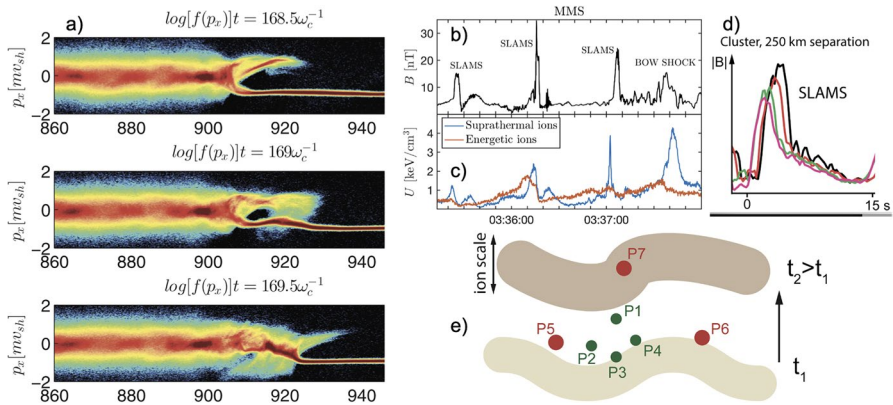 a)
log[f(p_x)]t = 168.5ω_c^{-1}
p_x[mv_sh]
2
0
-2
860 880 900 920 940
log[f(p_x)]t = 169ω_c^{-1}
p_x[mv_sh]
2
0
-2
860 880 900 920 940
log[f(p_x)]t = 169.5ω_c^{-1}
p_x[mv_sh]
2
0
-2
860 880 900 920 940
MMS
b)
B [nT]
30
20
10
SLAMS
SLAMS
SLAMS
BOW SHOCK
c)
U [keV/cm³]
4
3
2
1
Suprathermal ions
Energetic ions
03:36:00 03:37:00
d)
Cluster, 250 km separation
|B|
SLAMS
0 15 s
e)
ion scale
P7
t₂>t₁
P1
P5
P6
P2
P4
P3
t₁